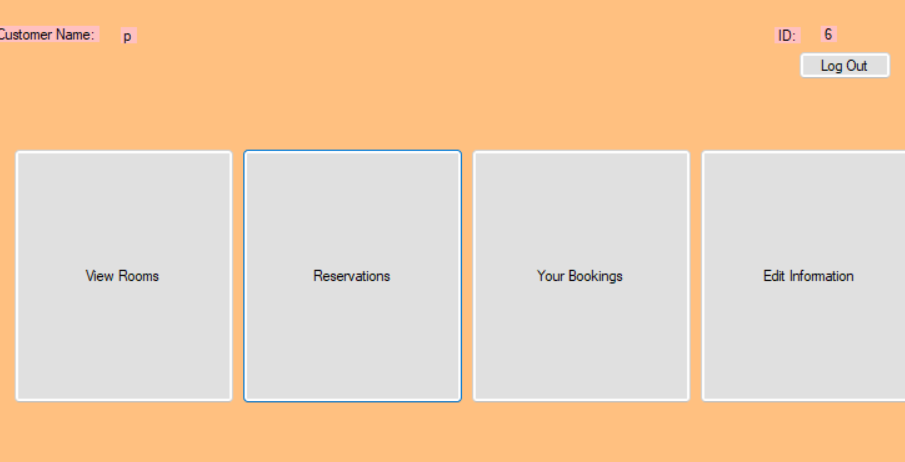 Customer Name: p ID: 6
Log Out
View Rooms Reservations Your Bookings Edit Information